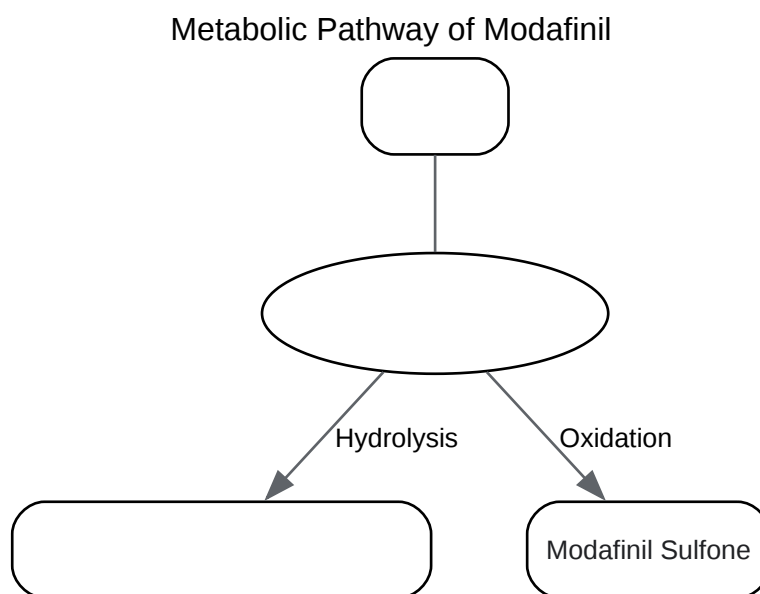 Metabolic Pathway of Modafinil
Hydrolysis
Oxidation
Modafinil Sulfone